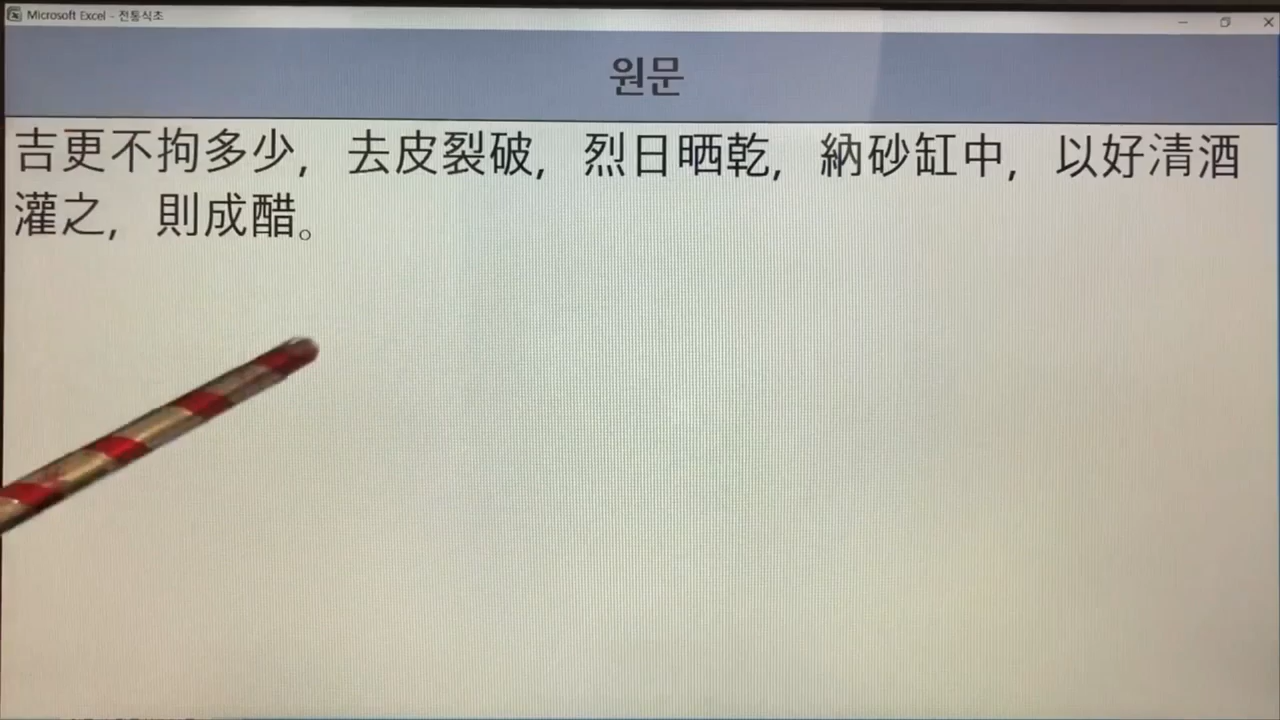 Microsoft Excel - 전통식초
원문
吉更不拘多少, 去皮裂破, 烈日晒乾, 納砂缸中, 以好清酒
灌之, 則成醋。